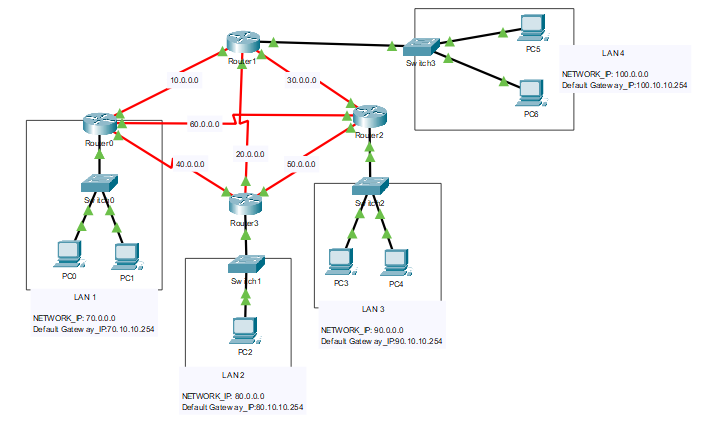 Router1
PC5
LAN 4
Switch3
10.0.0.0
30.0.0.0
NETWORK_IP: 100.0.0.0
Default Gateway_IP:100.10.10.254
PC6
60.0.0.0
Router2
Router0
20.0.0.0
40.0.0.0
50.0.0.0
Switch0
Switch2
Router3
PC0
PC1
Switch1
PC3
PC4
LAN 1
LAN 3
NETWORK_IP: 70.0.0.0
Default Gateway_IP:70.10.10.254
NETWORK_IP: 90.0.0.0
Default Gateway_IP:90.10.10.254
PC2
LAN2
NETWORK_IP: 80.0.0.0
Default Gateway_IP:80.10.10.254